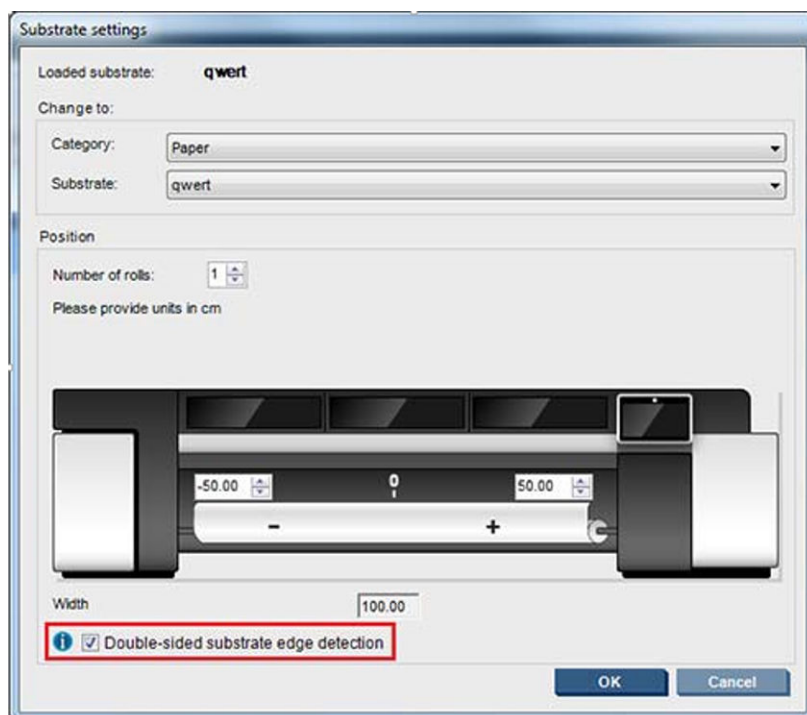 Substrate settings
Loaded substrate: qwert
Change to:
Category: Paper
Substrate: qwert
Position
Number of rolls: 1
Please provide units in cm
-50.00 0 50.00
- +
Width 100.00
Double-sided substrate edge detection
OK Cancel